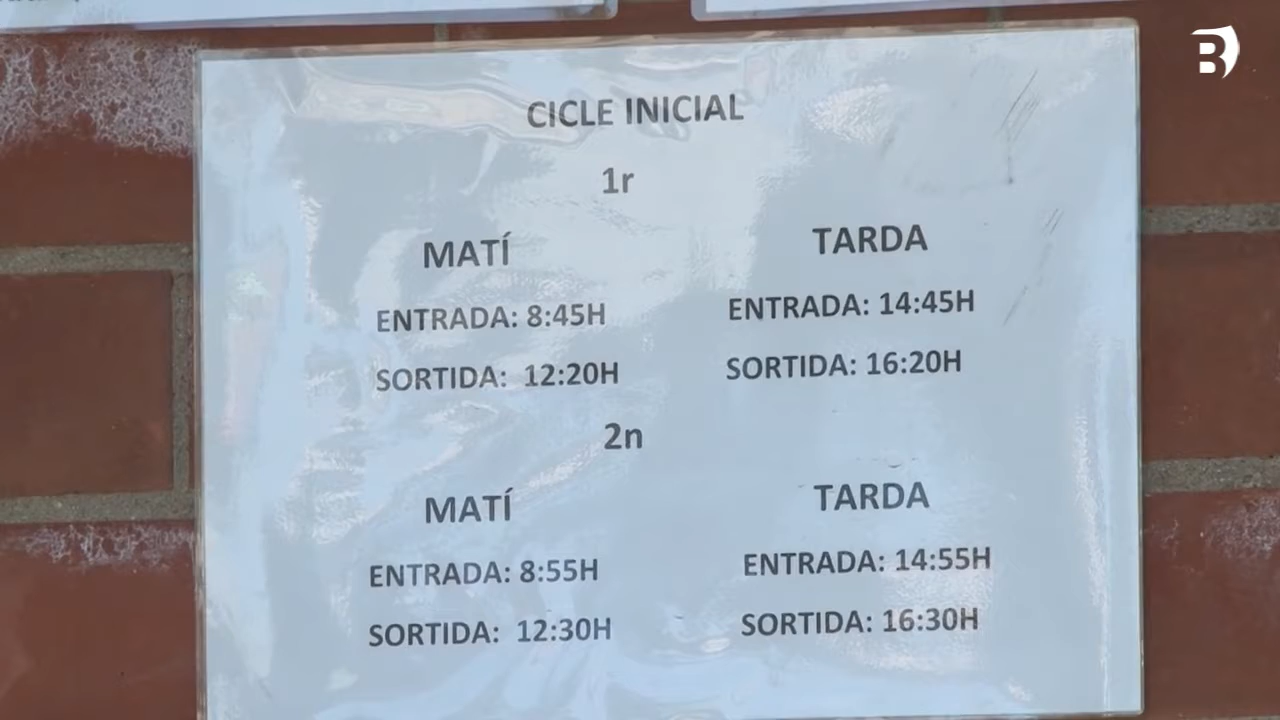 CICLE INICIAL
1r
MATÍ
TARDA
ENTRADA: 8:45H
ENTRADA: 14:45H
SORTIDA: 12:20H
SORTIDA: 16:20H
2n
MATÍ
TARDA
ENTRADA: 8:55H
ENTRADA: 14:55H
SORTIDA: 12:30H
SORTIDA: 16:30H
B